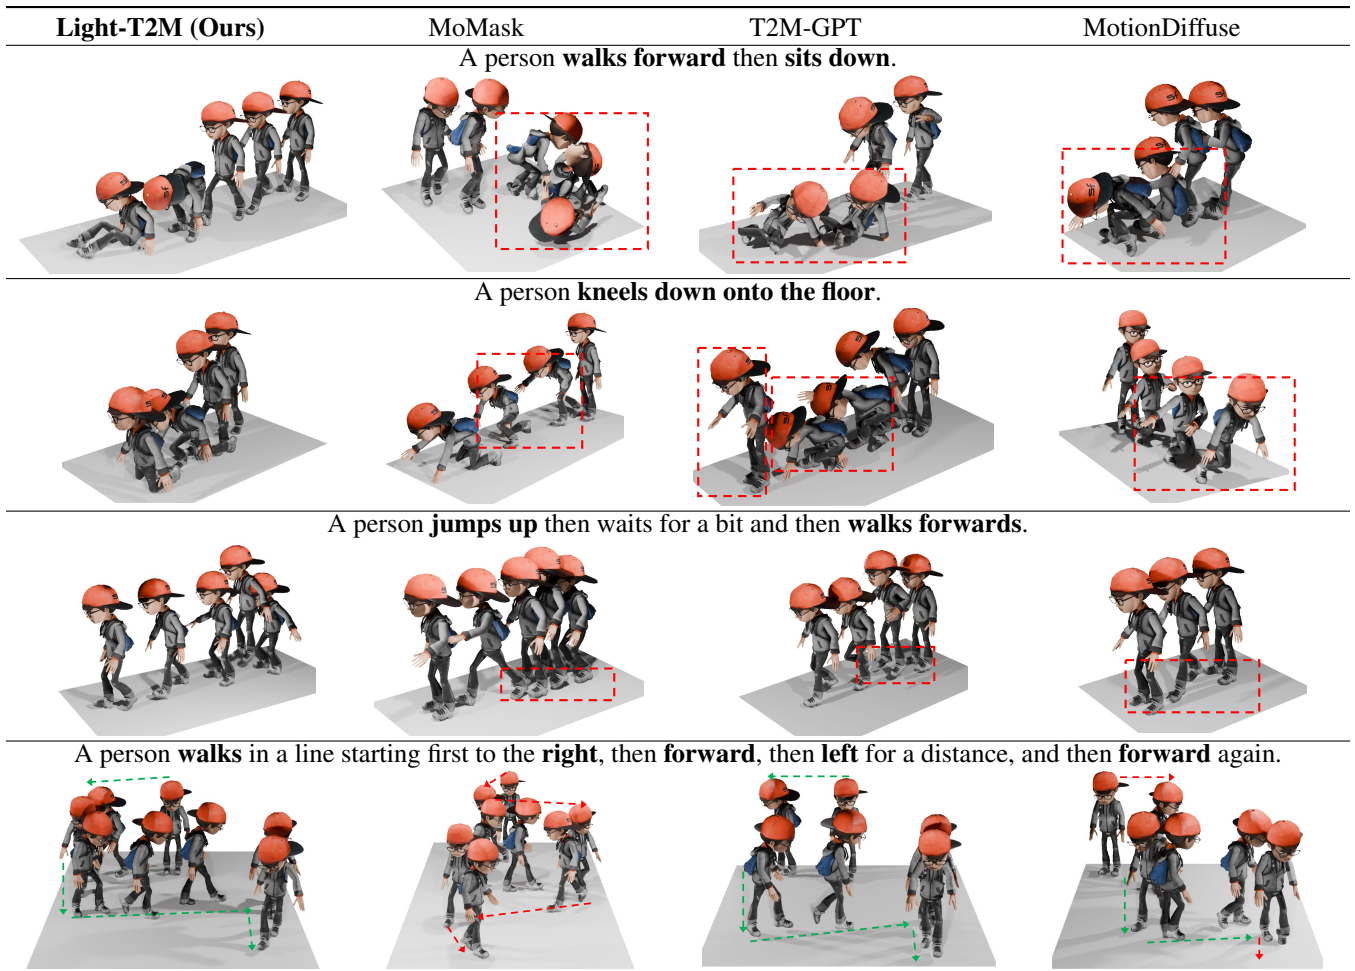 Light-T2M (Ours) MoMask T2M-GPT MotionDiffuse
A person walks forward then sits down.
A person kneels down onto the floor.
A person jumps up then waits for a bit and then walks forwards.
A person walks in a line starting first to the right, then forward, then left for a distance, and then forward again.